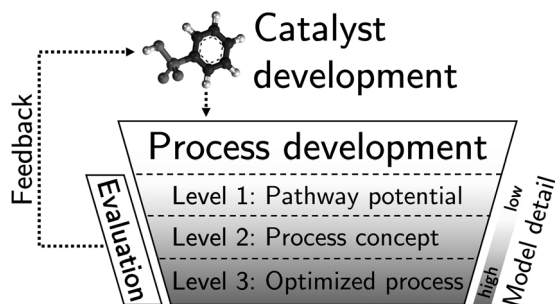 Catalyst
development
Feedback
Process development
Evaluation
Level 1: Pathway potential
Level 2: Process concept
Level 3: Optimized process
low
high
Model detail